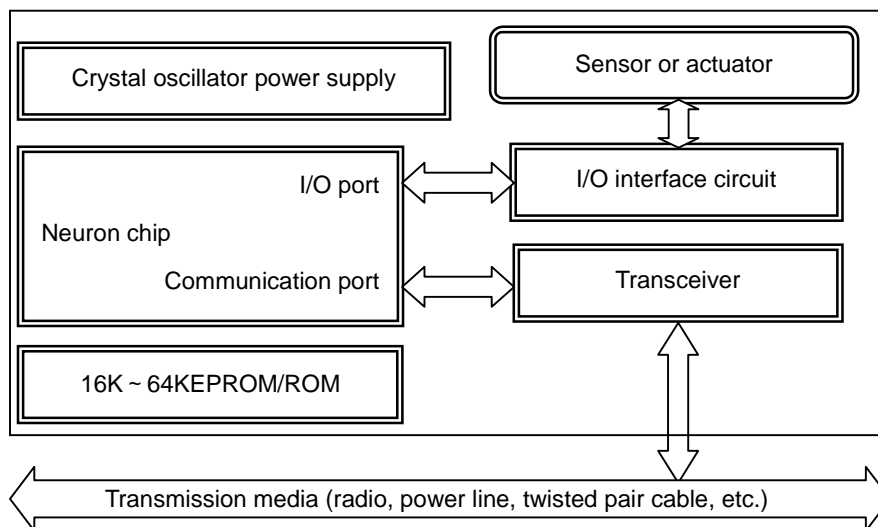 Crystal oscillator power supply
Sensor or actuator
I/O port
I/O interface circuit
Neuron chip
Communication port
Transceiver
16K ~ 64KEPROM/ROM
Transmission media (radio, power line, twisted pair cable, etc.)